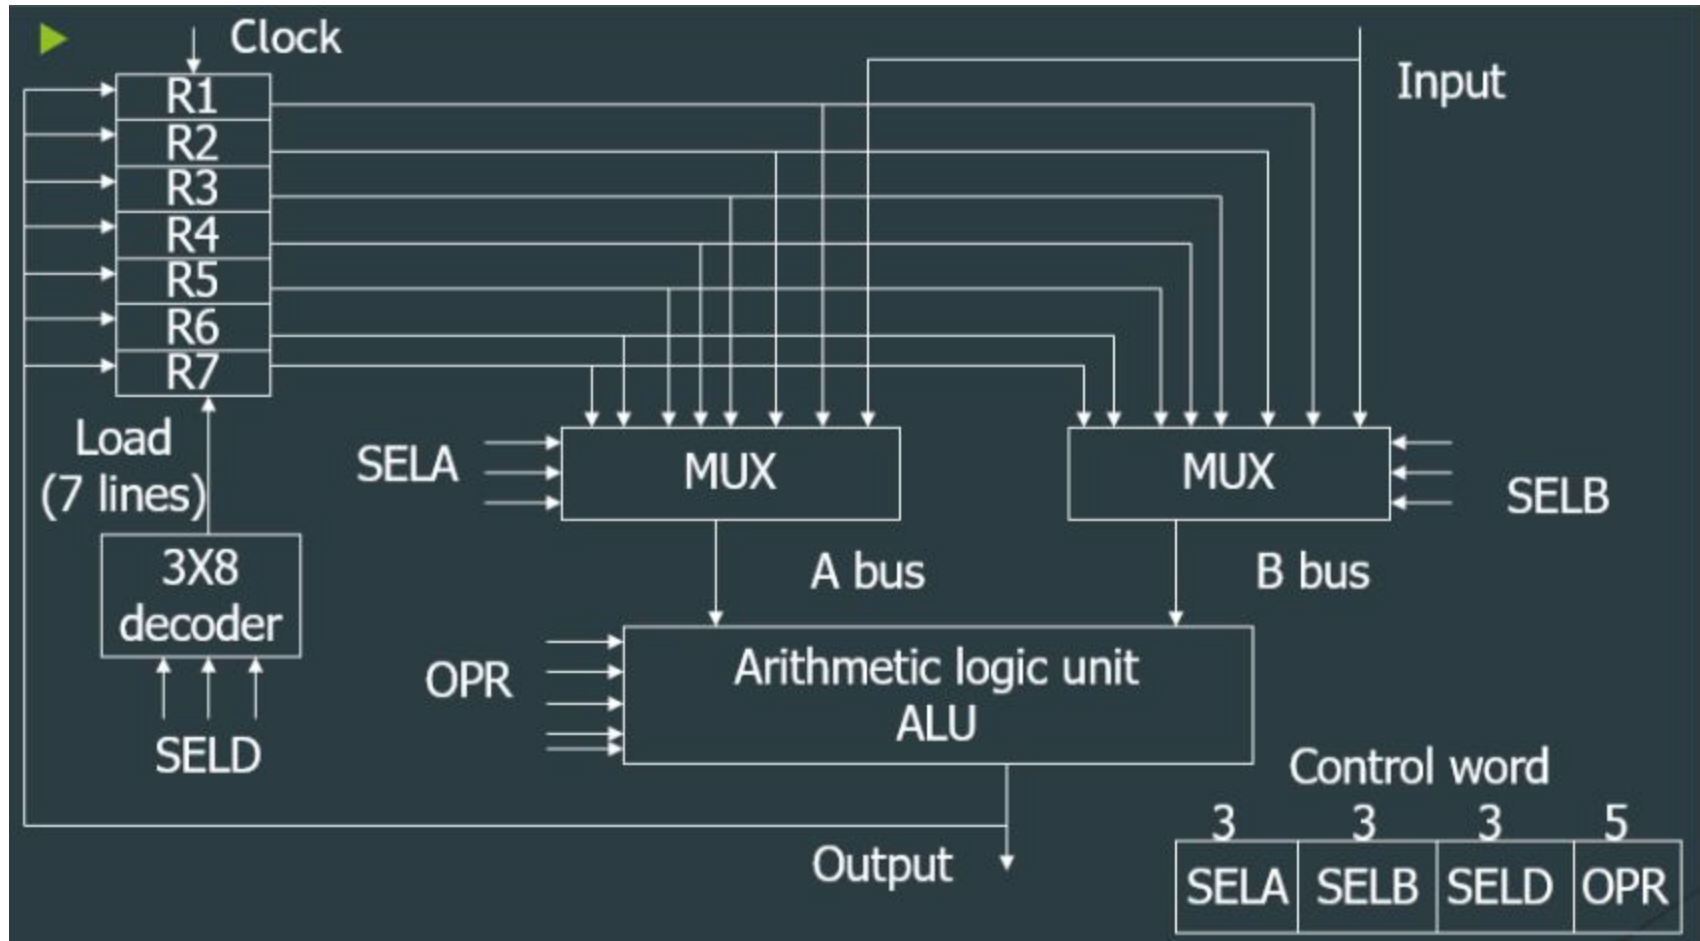 Clock
Input
R1
R2
R3
R4
R5
R6
R7
Load
(7 lines)
SELA
MUX
MUX
SELB
3X8
decoder
A bus
B bus
SELD
OPR
Arithmetic logic unit
ALU
Output
Control word
3 3 3 5
SELA SELB SELD OPR